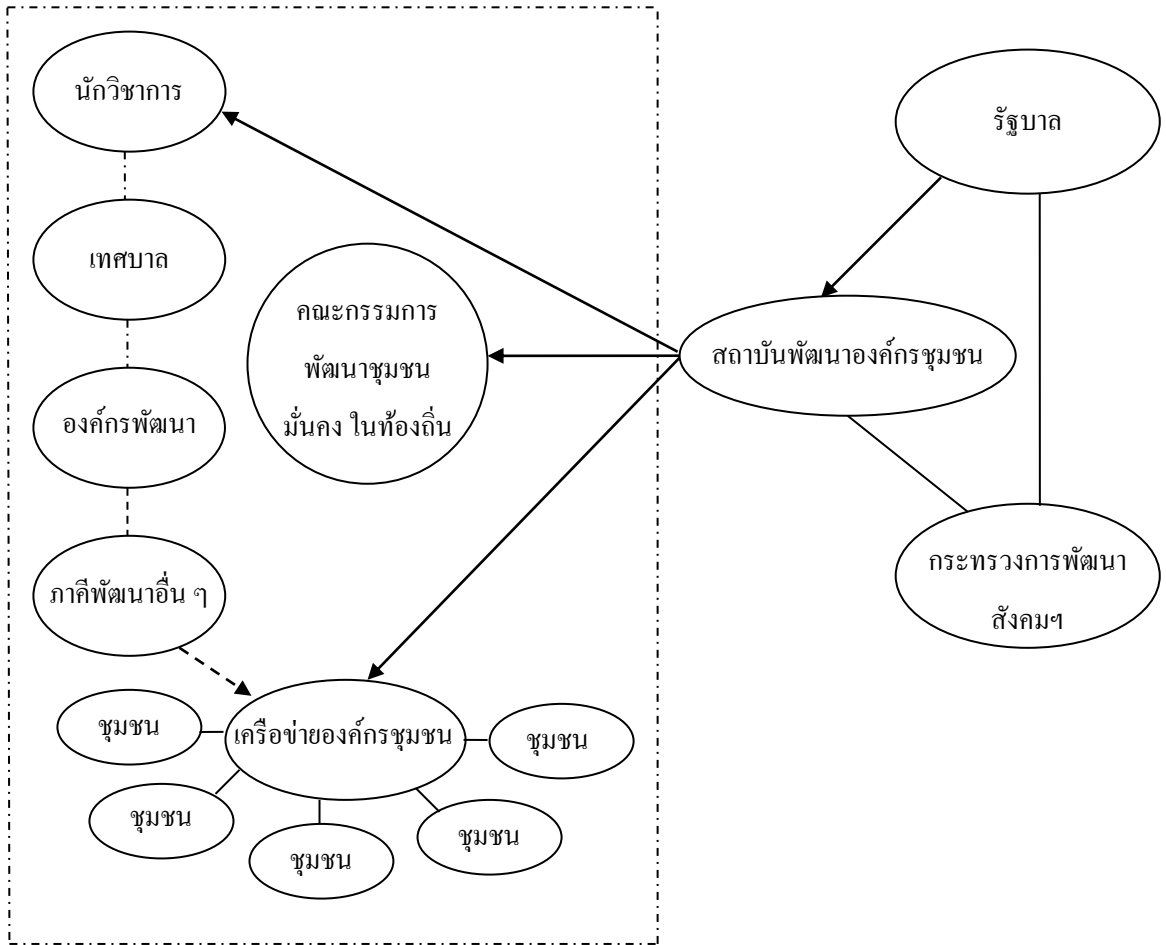 นักวิชาการ
รัฐบาล
เทศบาล
คณะกรรมการ
พัฒนาชุมชน
มั่นคง ในท้องถิ่น
สถาบันพัฒนาองค์กรชุมชน
องค์กรพัฒนา
กระทรวงการพัฒนา
สังคมฯ
ภาคีพัฒนาอื่น ๆ
ชุมชน
เครือข่ายองค์กรชุมชน
ชุมชน
ชุมชน
ชุมชน
ชุมชน